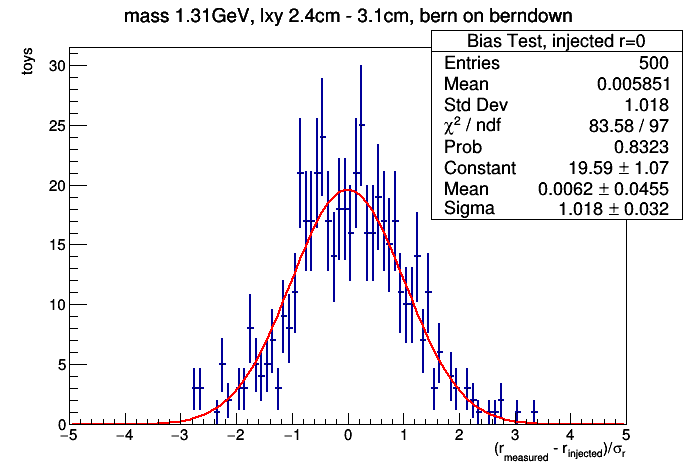 mass 1.31GeV, lxy 2.4cm - 3.1cm, bern on berndown
Bias Test, injected r=0
Entries 500
Mean 0.005851
Std Dev 1.018
χ² / ndf 83.58 / 97
Prob 0.8323
Constant 19.59 ± 1.07
Mean 0.0062 ± 0.0455
Sigma 1.018 ± 0.032
toys
30
25
20
15
10
5
0
−5 −4 −3 −2 −1 0 1 2 3 4 5
(r_measured - r_injected)/σ_r